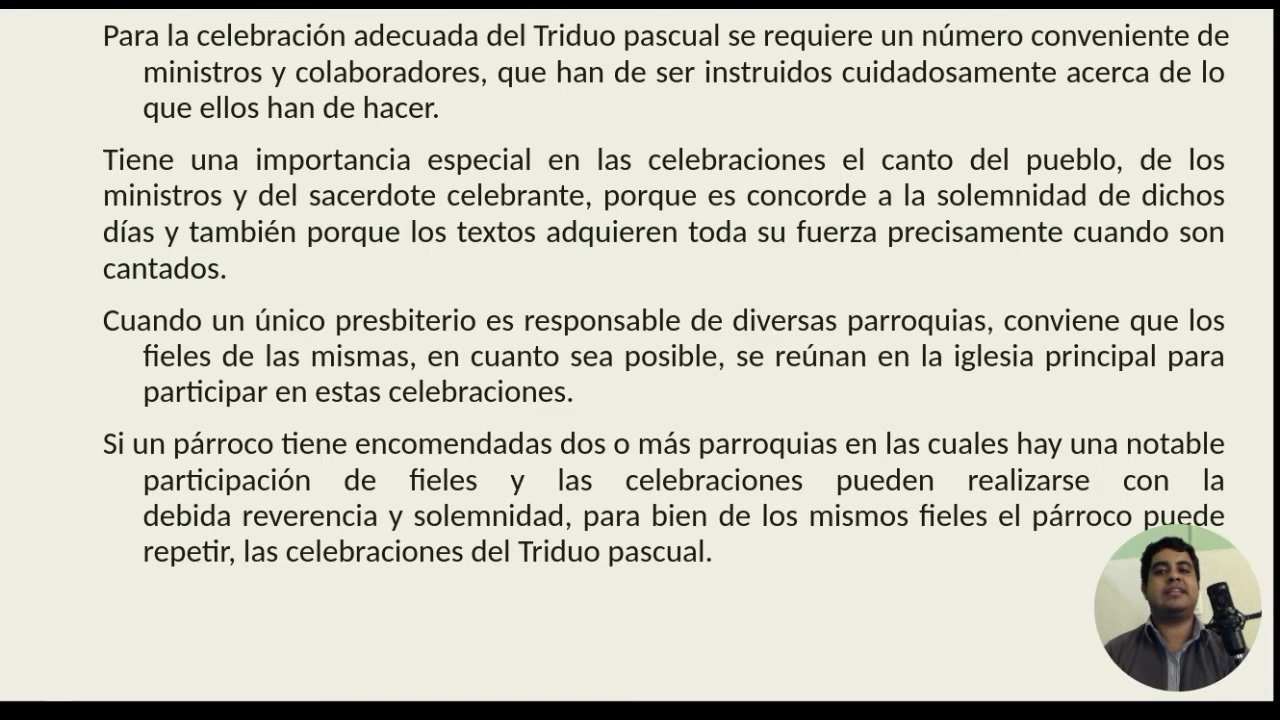 Para la celebración adecuada del Triduo pascual se requiere un número conveniente de
ministros y colaboradores, que han de ser instruidos cuidadosamente acerca de lo
que ellos han de hacer.
Tiene una importancia especial en las celebraciones el canto del pueblo, de los
ministros y del sacerdote celebrante, porque es concorde a la solemnidad de dichos
días y también porque los textos adquieren toda su fuerza precisamente cuando son
cantados.
Cuando un único presbiterio es responsable de diversas parroquias, conviene que los
fieles de las mismas, en cuanto sea posible, se reúnan en la iglesia principal para
participar en estas celebraciones.
Si un párroco tiene encomendadas dos o más parroquias en las cuales hay una notable
participación de fieles y las celebraciones pueden realizarse con la
debida reverencia y solemnidad, para bien de los mismos fieles el párroco puede
repetir, las celebraciones del Triduo pascual.